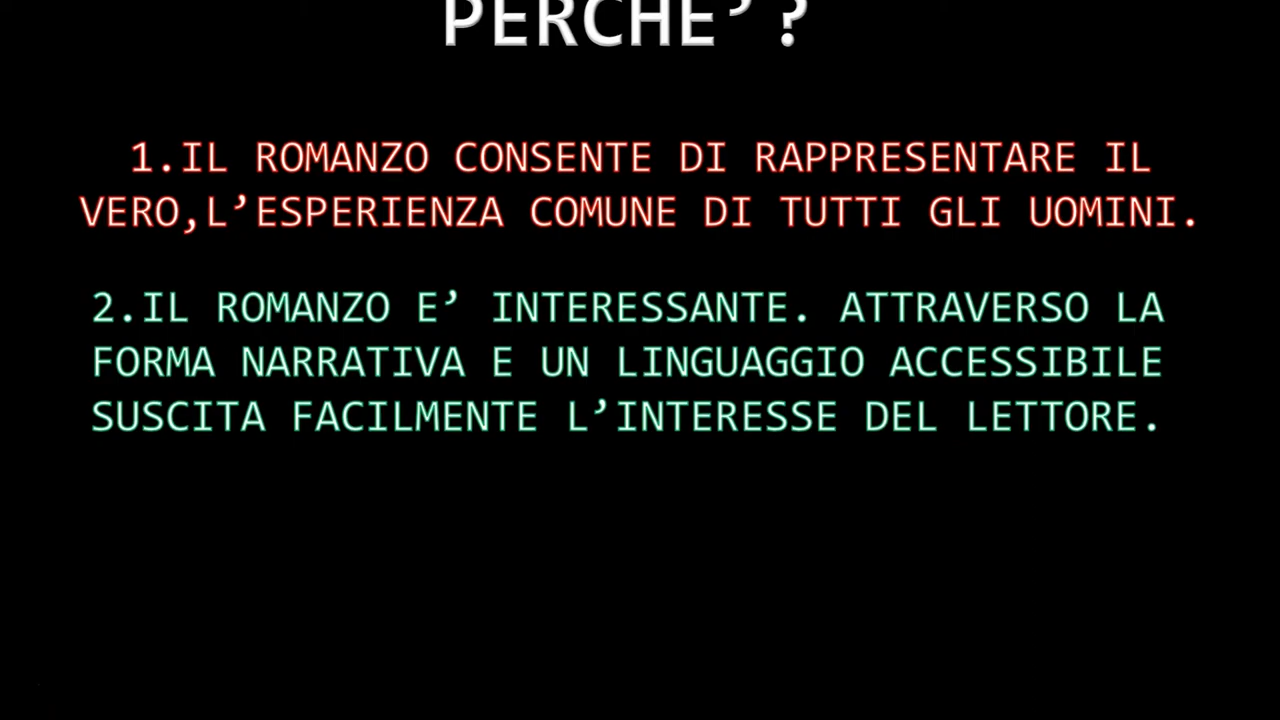 PERCHE’?
1.IL ROMANZO CONSENTE DI RAPPRESENTARE IL
VERO,L’ESPERIENZA COMUNE DI TUTTI GLI UOMINI.
2.IL ROMANZO E’ INTERESSANTE. ATTRAVERSO LA
FORMA NARRATIVA E UN LINGUAGGIO ACCESSIBILE
SUSCITA FACILMENTE L’INTERESSE DEL LETTORE.